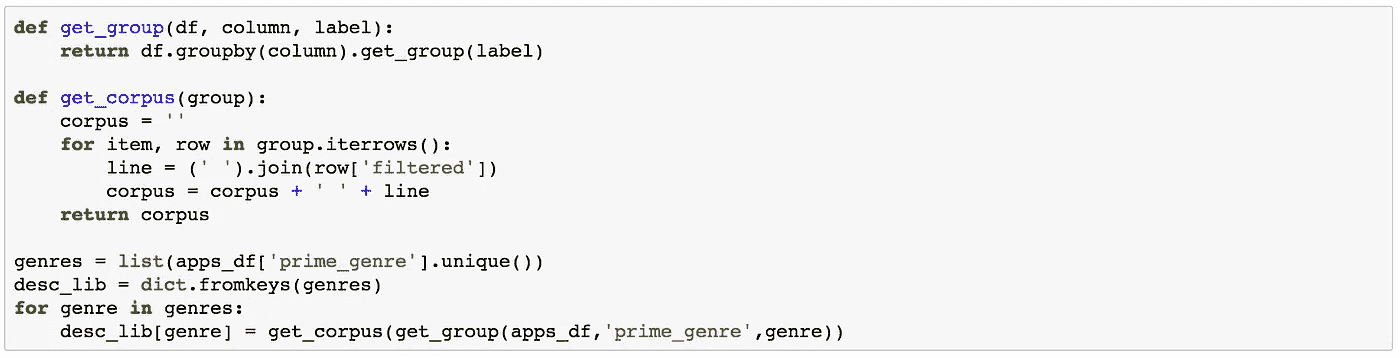 def get_group(df, column, label):
    return df.groupby(column).get_group(label)

def get_corpus(group):
    corpus = ''
    for item, row in group.iterrows():
        line = (' ').join(row['filtered'])
        corpus = corpus + ' ' + line
    return corpus

genres = list(apps_df['prime_genre'].unique())
desc_lib = dict.fromkeys(genres)
for genre in genres:
    desc_lib[genre] = get_corpus(get_group(apps_df,'prime_genre',genre))